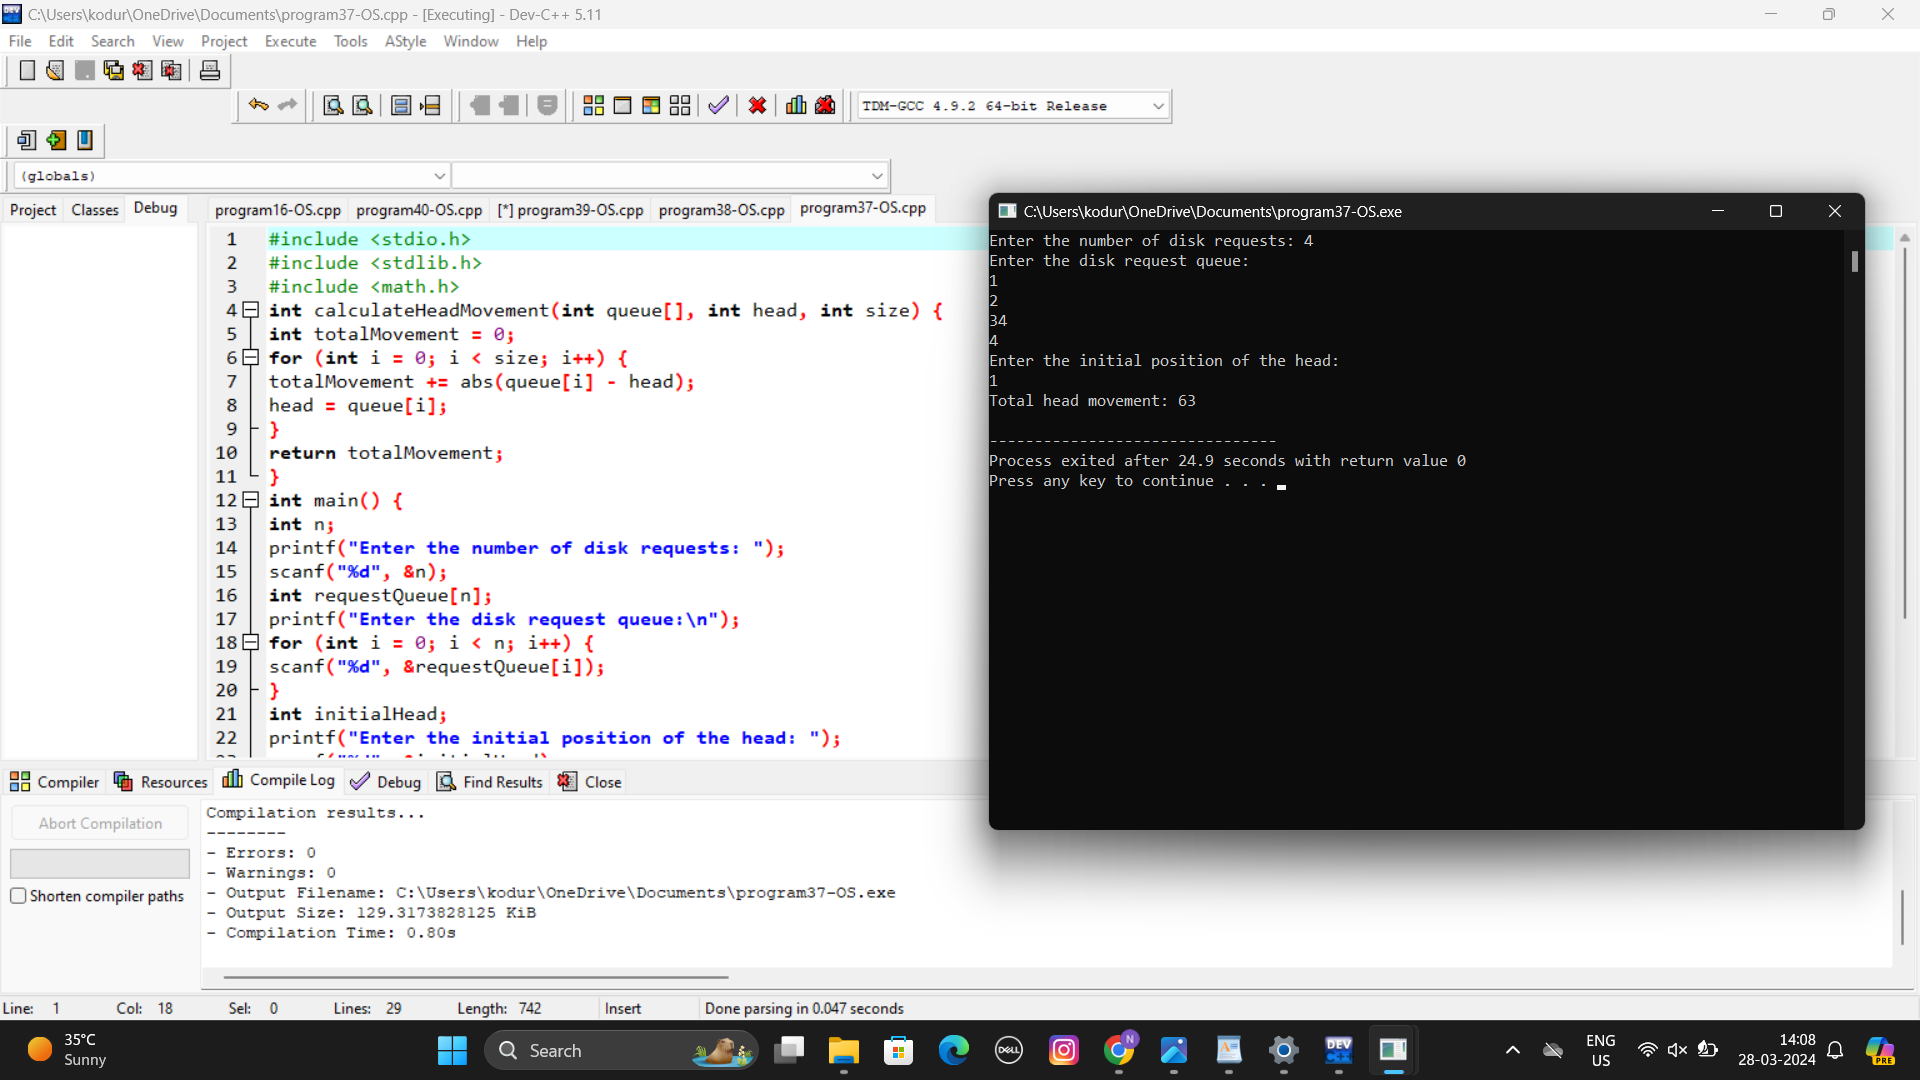 C:\Users\kodur\OneDrive\Documents\program37-OS.cpp - [Executing] - Dev-C++ 5.11
File Edit Search View Project Execute Tools AStyle Window Help
TDM-GCC 4.9.2 64-bit Release
(globals)
Project Classes Debug
program16-OS.cpp program40-OS.cpp [*] program39-OS.cpp program38-OS.cpp program37-OS.cpp
1 #include <stdio.h>
2 #include <stdlib.h>
3 #include <math.h>
4 int calculateHeadMovement(int queue[], int head, int size) {
5 int totalMovement = 0;
6 for (int i = 0; i < size; i++) {
7 totalMovement += abs(queue[i] - head);
8 head = queue[i];
9 }
10 return totalMovement;
11 }
12 int main() {
13 int n;
14 printf("Enter the number of disk requests: ");
15 scanf("%d", &n);
16 int requestQueue[n];
17 printf("Enter the disk request queue:\n");
18 for (int i = 0; i < n; i++) {
19 scanf("%d", &requestQueue[i]);
20 }
21 int initialHead;
22 printf("Enter the initial position of the head: ");
C:\Users\kodur\OneDrive\Documents\program37-OS.exe
Enter the number of disk requests: 4
Enter the disk request queue:
1
2
34
4
Enter the initial position of the head:
1
Total head movement: 63
--------------------------------
Process exited after 24.9 seconds with return value 0
Press any key to continue . . .
Compiler Resources Compile Log Debug Find Results Close
Abort Compilation
Shorten compiler paths
Compilation results...
--------
- Errors: 0
- Warnings: 0
- Output Filename: C:\Users\kodur\OneDrive\Documents\program37-OS.exe
- Output Size: 129.3173828125 KiB
- Compilation Time: 0.80s
Line: 1 Col: 18 Sel: 0 Lines: 29 Length: 742 Insert Done parsing in 0.047 seconds
35°C
Sunny
Search
DELL
N
DEV
ENG
US
14:08
28-03-2024
PRE